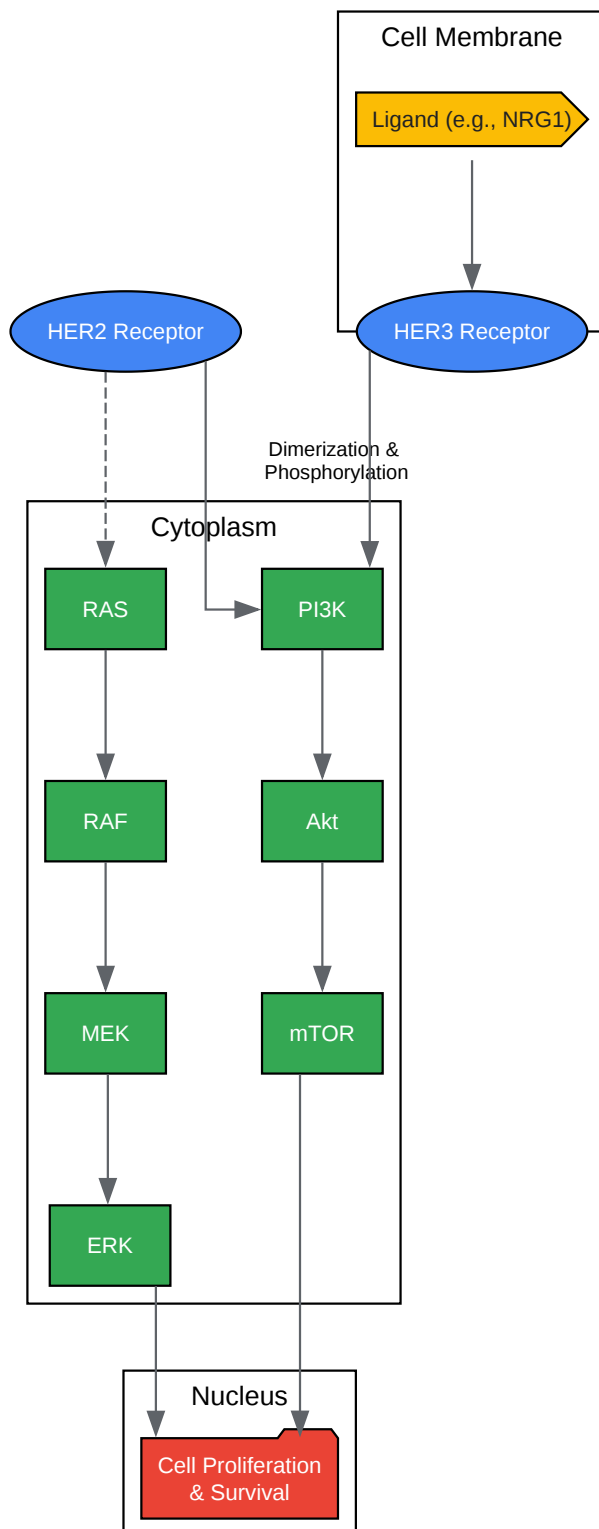 Cell Membrane
Ligand (e.g., NRG1)
HER2 Receptor
HER3 Receptor
Dimerization &
Phosphorylation
Cytoplasm
RAS
PI3K
RAF
Akt
MEK
mTOR
ERK
Nucleus
Cell Proliferation
& Survival